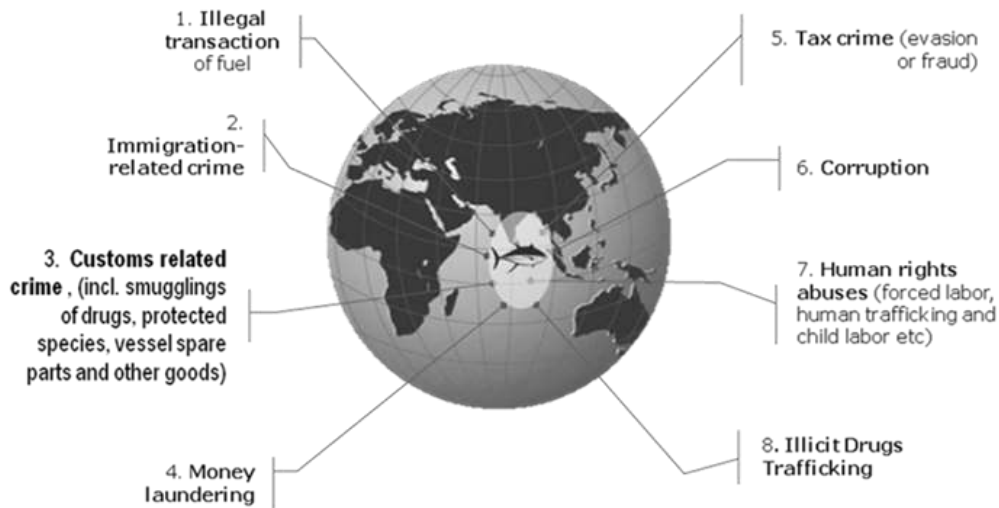 1. Illegal
transaction
of fuel
2.
Immigration-
related crime
3. Customs related
crime , (incl. smugglings
of drugs, protected
species, vessel spare
parts and other goods)
4. Money
laundering
5. Tax crime (evasion
or fraud)
6. Corruption
7. Human rights
abuses (forced labor,
human trafficking and
child labor etc)
8. Illicit Drugs
Trafficking